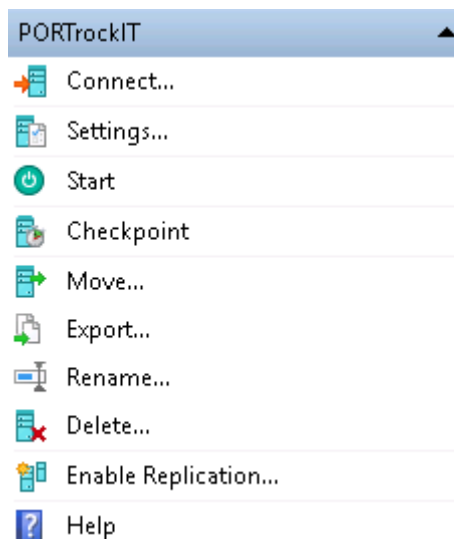 PORTrockIT
Connect...
Settings...
Start
Checkpoint
Move...
Export...
Rename...
Delete...
Enable Replication...
Help